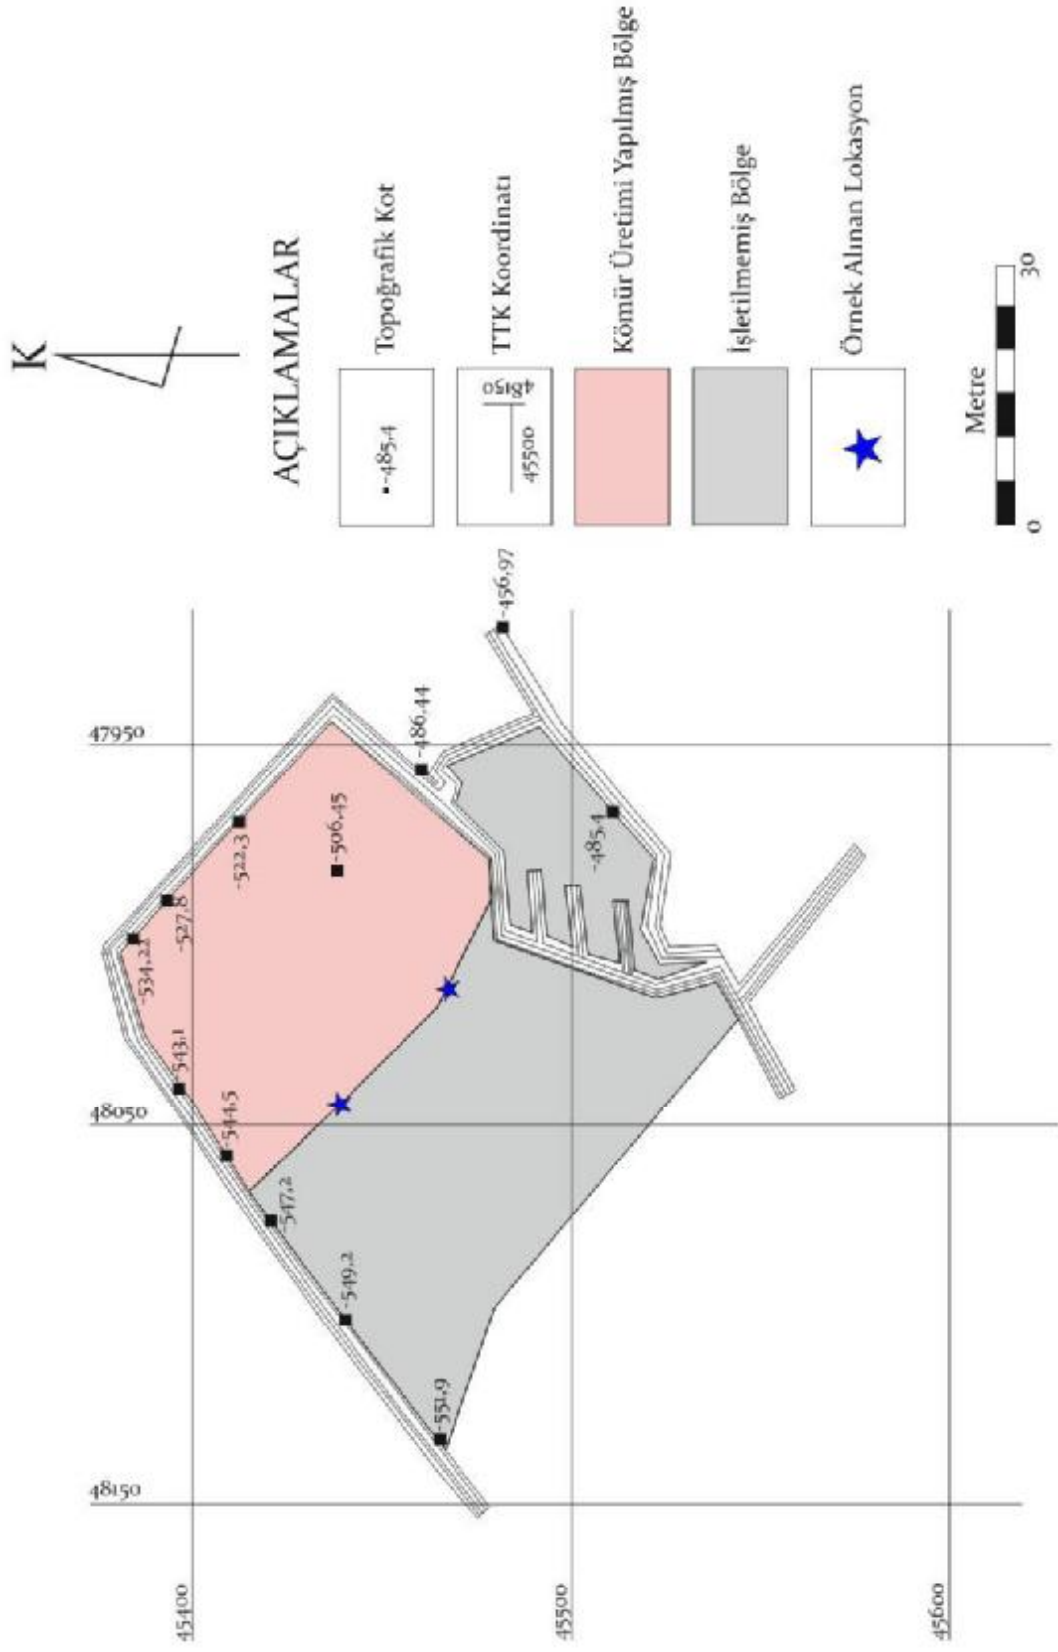 K
AÇIKLAMALAR
-485,4
Topoğrafik Kot
45500
48150
TTK Koordinatı
Kömür Üretimi Yapılmış Bölge
İşletilmemiş Bölge
Örnek Alınan Lokasyon
Metre
0
30
48150
48050
47950
45400
45500
45600
-534,22
-527,8
-522,3
-543,1
-544,5
-547,2
-549,2
-551,9
-506,45
-486,44
-456,97
-485,4